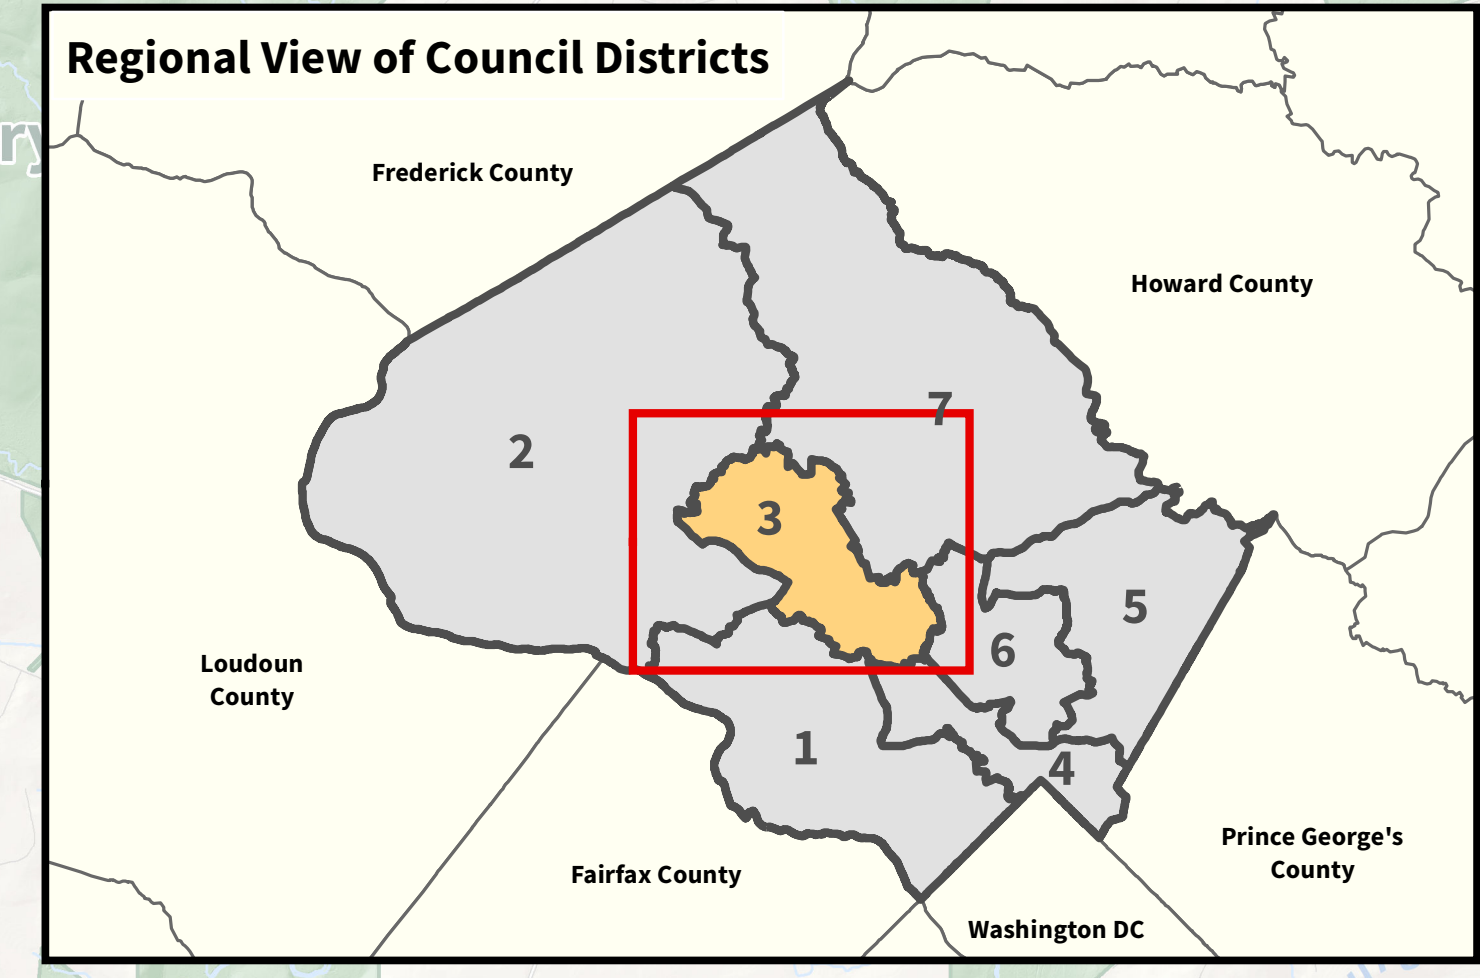 Regional View of Council Districts
ry
Frederick County
Howard County
7
2
3
5
6
Loudoun
County
1
4
Prince George's
County
Fairfax County
Washington DC